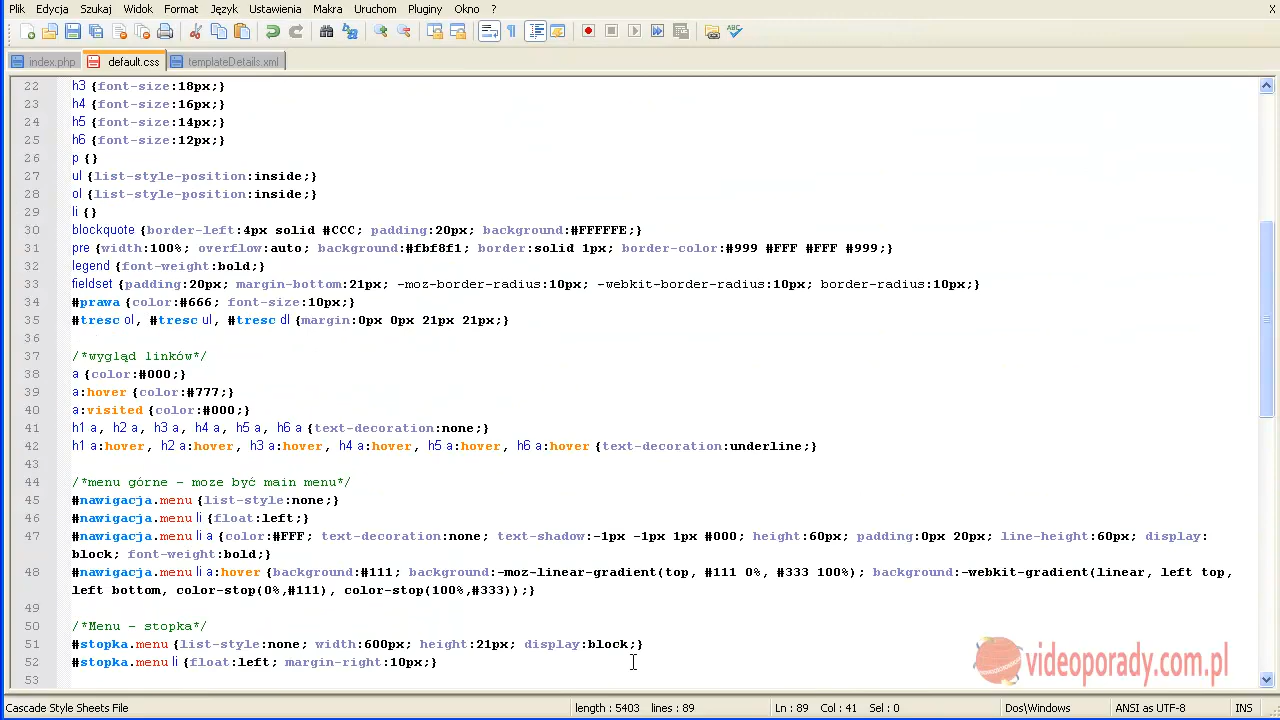 Plik Edycja Szukaj Widok Format Język Ustawienia Makra Uruchom Pluginy Okno ? X
index.php default.css templateDetails.xml
22 h3 {font-size:18px;}
23 h4 {font-size:16px;}
24 h5 {font-size:14px;}
25 h6 {font-size:12px;}
26 p {}
27 ul {list-style-position:inside;}
28 ol {list-style-position:inside;}
29 li {}
30 blockquote {border-left:4px solid #CCC; padding:20px; background:#FFFFFE;}
31 pre {width:100%; overflow:auto; background:#fbf8f1; border:solid 1px; border-color:#999 #FFF #FFF #999;}
32 legend {font-weight:bold;}
33 fieldset {padding:20px; margin-bottom:21px; -moz-border-radius:10px; -webkit-border-radius:10px; border-radius:10px;}
34 #prawa {color:#666; font-size:10px;}
35 #tresc ol, #tresc ul, #tresc dl {margin:0px 0px 21px 21px;}
36
37 /*wygląd linków*/
38 a {color:#000;}
39 a:hover {color:#777;}
40 a:visited {color:#000;}
41 h1 a, h2 a, h3 a, h4 a, h5 a, h6 a {text-decoration:none;}
42 h1 a:hover, h2 a:hover, h3 a:hover, h4 a:hover, h5 a:hover, h6 a:hover {text-decoration:underline;}
43
44 /*menu górne - moze być main menu*/
45 #nawigacja.menu {list-style:none;}
46 #nawigacja.menu li {float:left;}
47 #nawigacja.menu li a {color:#FFF; text-decoration:none; text-shadow:-1px -1px 1px #000; height:60px; padding:0px 20px; line-height:60px; display:
block; font-weight:bold;}
48 #nawigacja.menu li a:hover {background:#111; background:-moz-linear-gradient(top, #111 0%, #333 100%); background:-webkit-gradient(linear, left top,
left bottom, color-stop(0%,#111), color-stop(100%,#333));}
49
50 /*Menu - stopka*/
51 #stopka.menu {list-style:none; width:600px; height:21px; display:block;}
52 #stopka.menu li {float:left; margin-right:10px;}
53
videoporady.com.pl
Cascade Style Sheets File length : 5403 lines : 89 Ln : 89 Col : 41 Sel : 0 Dos\Windows ANSI as UTF-8 INS